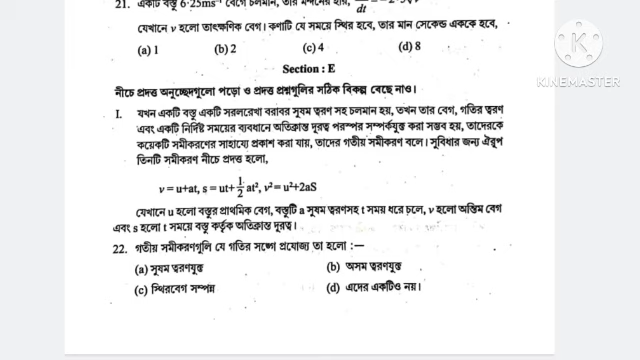 21. একটি বস্তু 6·25ms⁻¹ বেগে চলমান, তার মন্দনের হার, dt
যেখানে v হলো তাৎক্ষণিক বেগ। কণাটি যে সময়ে স্থির হবে, তার মান সেকেন্ড এককে হবে,
(a) 1 (b) 2 (c) 4 (d) 8
Section : E
নীচে প্রদত্ত অনুচ্ছেদগুলো পড়ো ও প্রদত্ত প্রশ্নগুলির সঠিক বিকল্প বেছে নাও।
I. যখন একটি বস্তু একটি সরলরেখা বরাবর সুষম ত্বরণ সহ চলমান হয়, তখন তার বেগ, গতির ত্বরণ
এবং একটি নির্দিষ্ট সময়ের ব্যবধানে অতিক্রান্ত দূরত্ব পরস্পর সম্পর্কযুক্ত করা সম্ভব হয়, তাদেরকে
কয়েকটি সমীকরণের সাহায্যে প্রকাশ করা যায়, তাদের গতীয় সমীকরণ বলে। সুবিধার জন্য ঐরূপ
তিনটি সমীকরণ নীচে প্রদত্ত হলো,
v = u+at, s = ut+ 1/2 at², v² = u²+2aS
যেখানে u হলো বস্তুর প্রাথমিক বেগ, বস্তুটি a সুষম ত্বরণসহ t সময় ধরে চলে, v হলো অন্তিম বেগ
এবং s হলো t সময়ে বস্তু কর্তৃক অতিক্রান্ত দূরত্ব।
22. গতীয় সমীকরণগুলি যে গতির সঙ্গে প্রযোজ্য তা হলো :—
(a) সুষম ত্বরণযুক্ত (b) অসম ত্বরণযুক্ত
(c) স্থিরবেগ সম্পন্ন (d) এদের একটিও নয়।
KINEMASTER